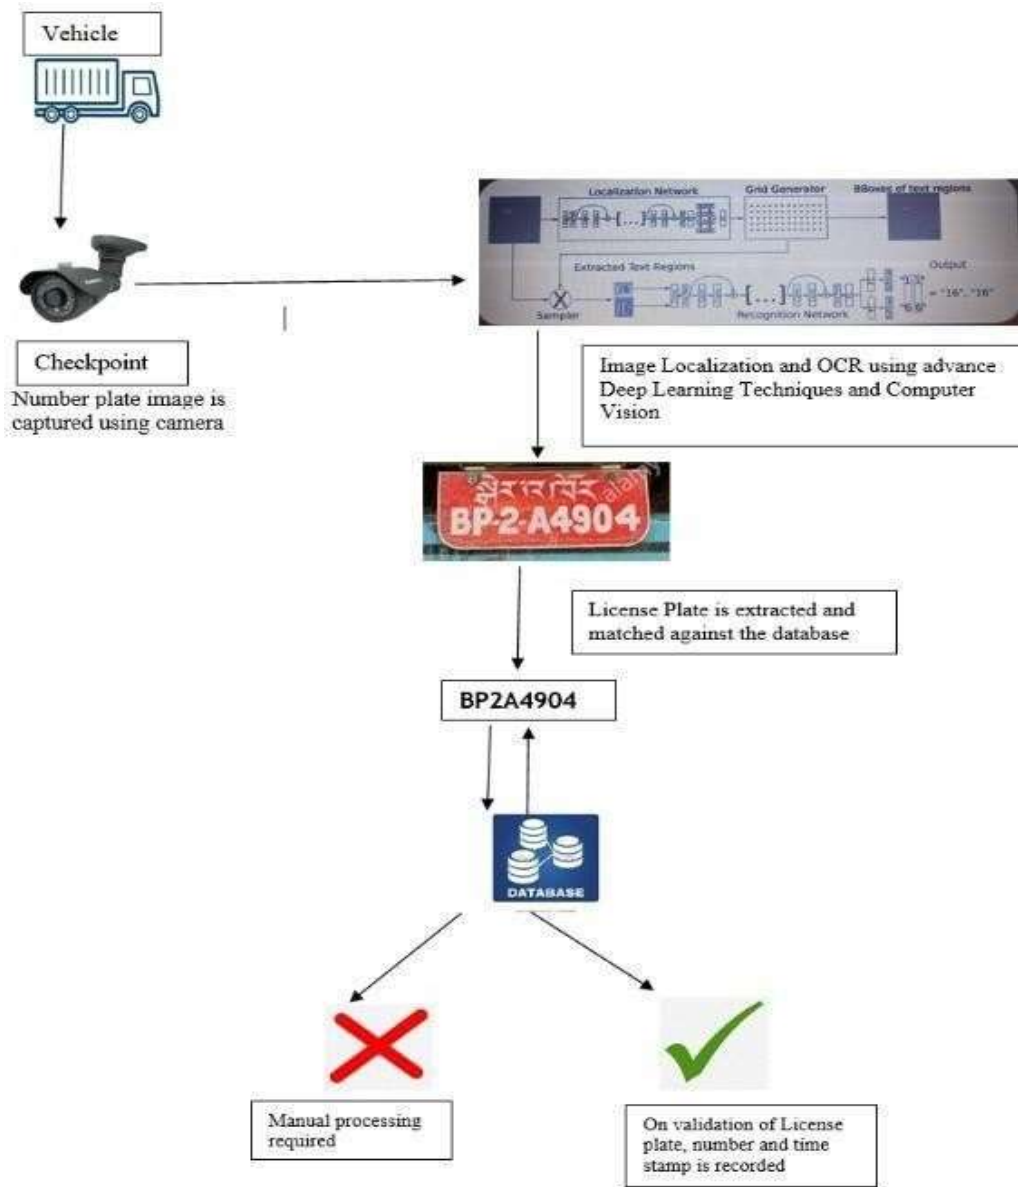 Vehicle
Localization Network
Grid Generator
BBoxes of text regions
Extracted Text Regions
Output
[...]
[...]
= "16", "16"
Sampler
Recognition Network
Checkpoint
Number plate image is
captured using camera
Image Localization and OCR using advance
Deep Learning Techniques and Computer
Vision
alamy
BP-2-A4904
License Plate is extracted and
matched against the database
BP2A4904
DATABASE
Manual processing
required
On validation of License
plate, number and time
stamp is recorded